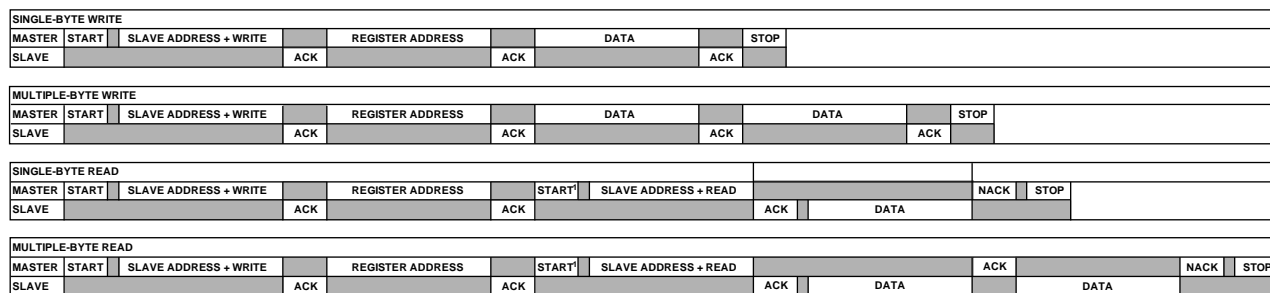 SINGLE-BYTE WRITE
MASTER START SLAVE ADDRESS + WRITE REGISTER ADDRESS DATA STOP
SLAVE ACK ACK ACK
MULTIPLE-BYTE WRITE
MASTER START SLAVE ADDRESS + WRITE REGISTER ADDRESS DATA DATA STOP
SLAVE ACK ACK ACK ACK
SINGLE-BYTE READ
MASTER START SLAVE ADDRESS + WRITE REGISTER ADDRESS START¹ SLAVE ADDRESS + READ NACK STOP
SLAVE ACK ACK ACK DATA
MULTIPLE-BYTE READ
MASTER START SLAVE ADDRESS + WRITE REGISTER ADDRESS START¹ SLAVE ADDRESS + READ ACK NACK STOP
SLAVE ACK ACK ACK DATA DATA